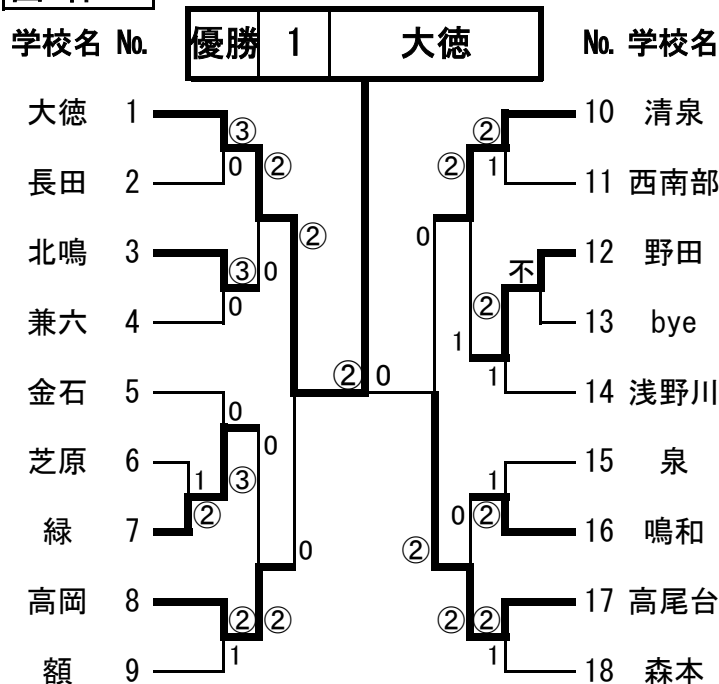 学校名 No. 優勝 1 大徳 No. 学校名
大徳 1 ③ ② 10 清泉
0 ② ② 1
長田 2 11 西南部
② 0
北鳴 3 12 野田
③ 0 不
0 ②
兼六 4 13 bye
1
② 0 1
金石 5 14 浅野川
0 0
芝原 6 15 泉
1 ③ 1
② 0 ②
緑 7 16 鳴和
0 ②
高岡 8 17 高尾台
② ② ② ②
1 1
額 9 18 森本